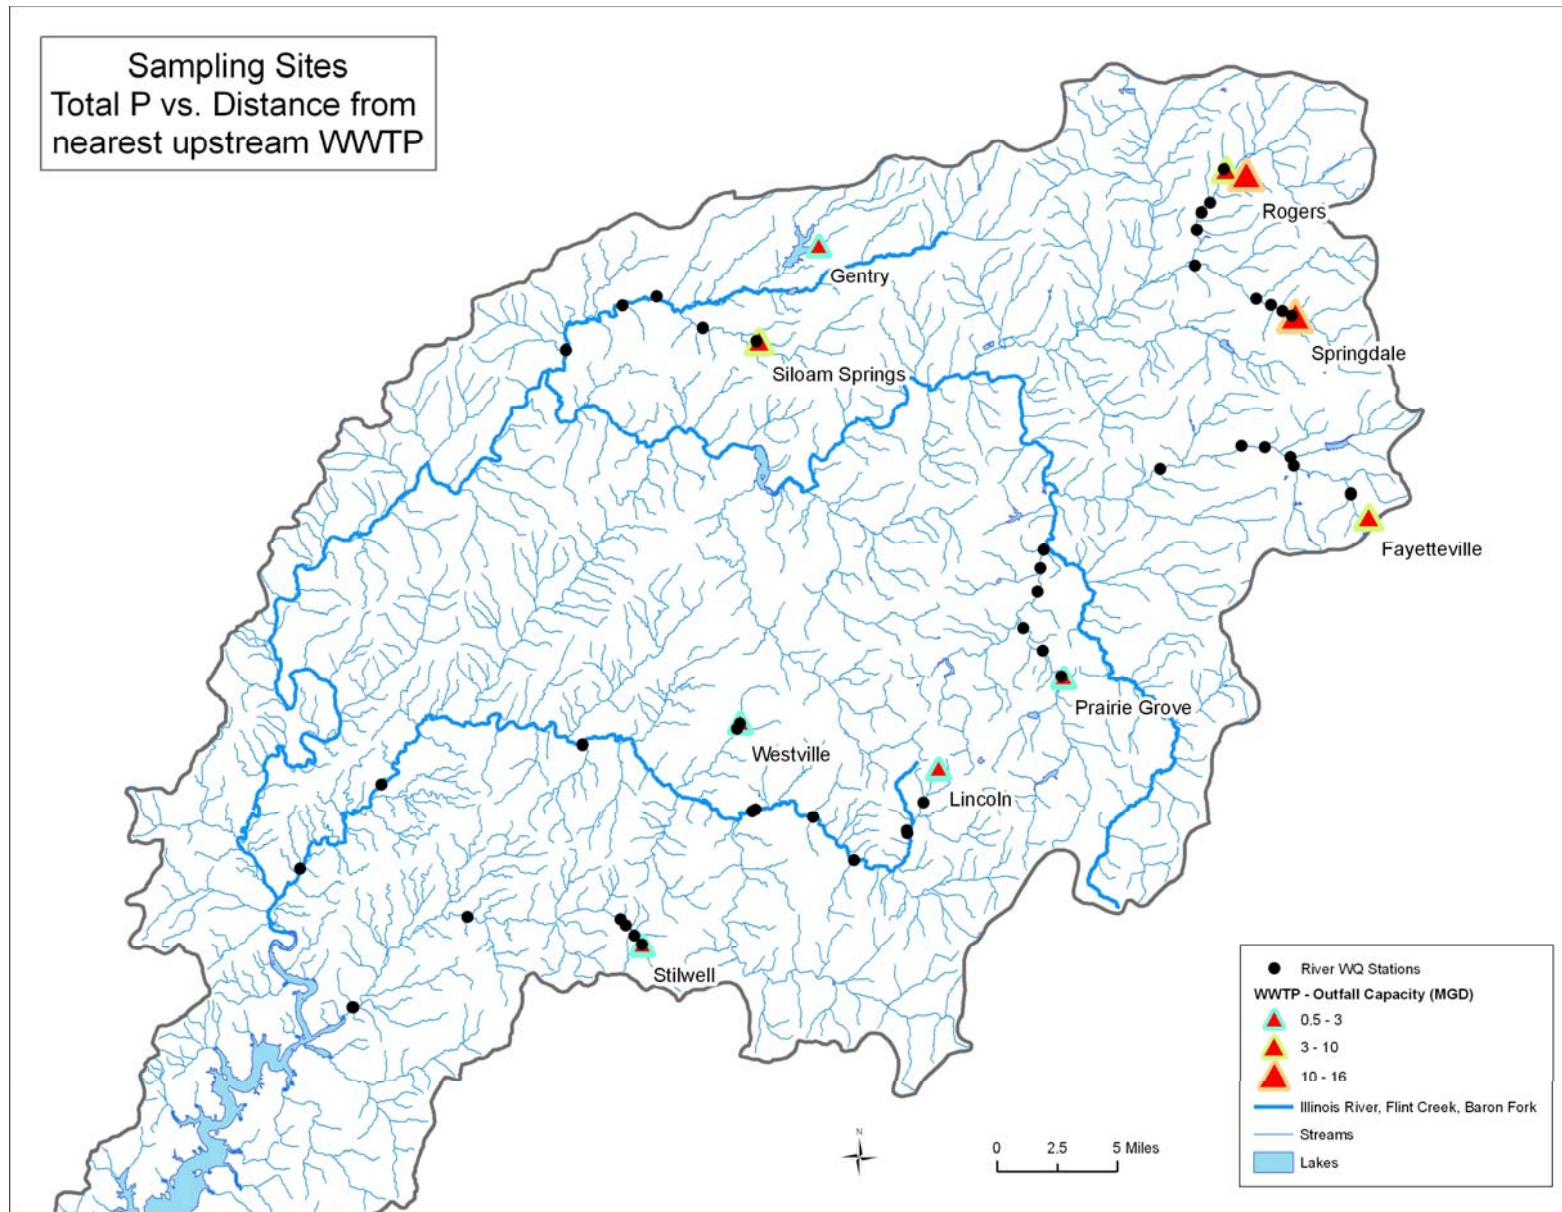 Sampling Sites
Total P vs. Distance from
nearest upstream WWTP
Rogers
Gentry
Springdale
Siloam Springs
Fayetteville
Prairie Grove
Westville
Lincoln
Stilwell
River WQ Stations
WWTP - Outfall Capacity (MGD)
0.5 - 3
3 - 10
10 - 16
Illinois River, Flint Creek, Baron Fork
Streams
Lakes
N
0 2.5 5 Miles